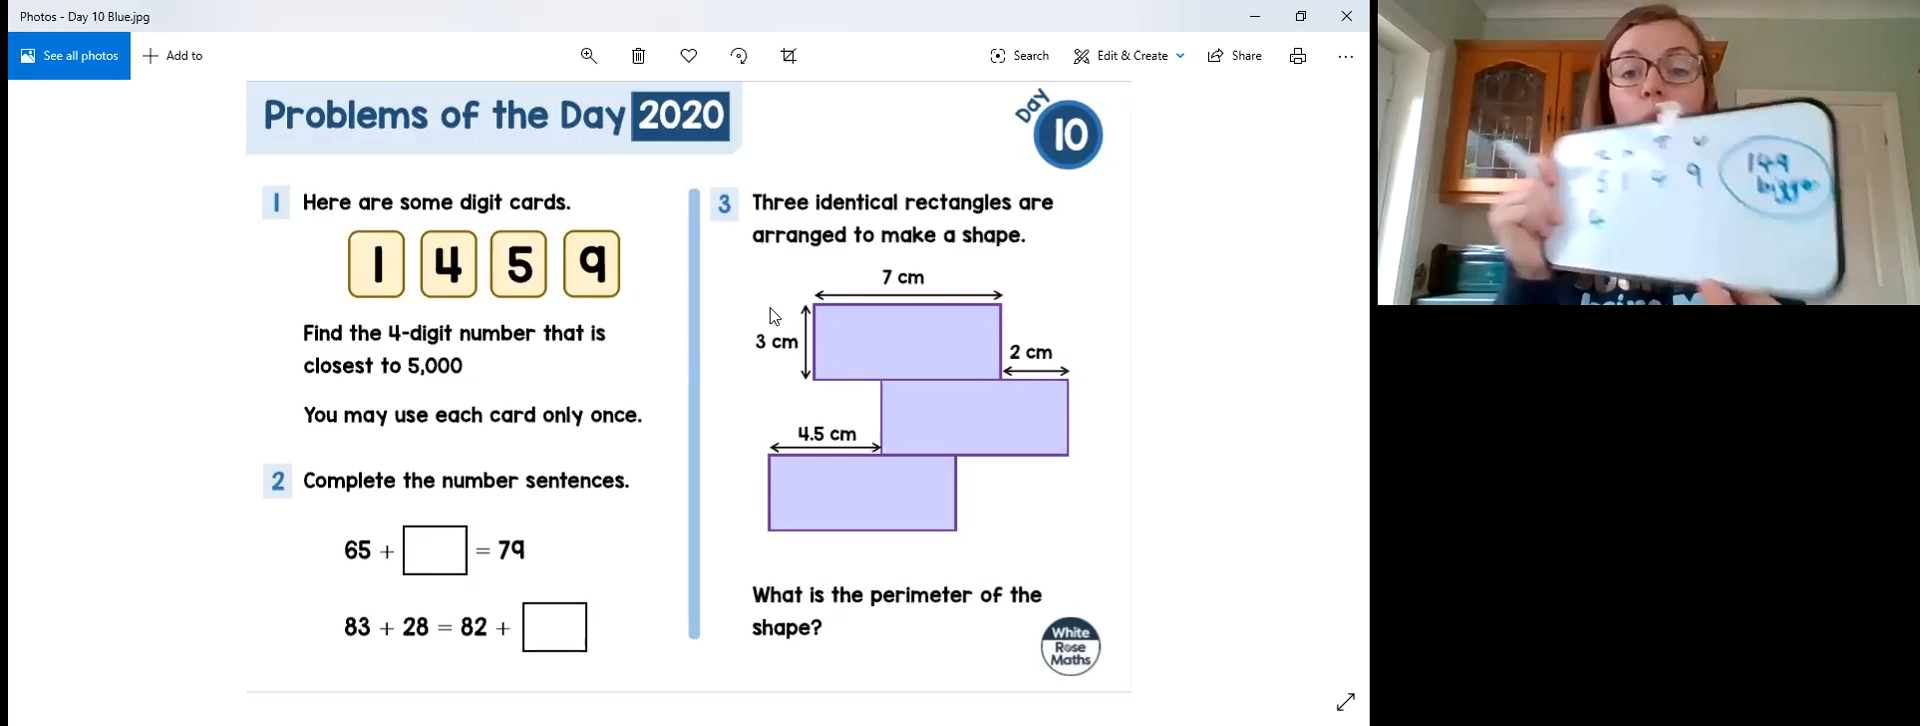 Photos - Day 10 Blue.jpg
See all photos
Add to
Search
Edit & Create
Share
Problems of the Day 2020
Day
10
1 Here are some digit cards.
1 4 5 9
Find the 4-digit number that is
closest to 5,000
You may use each card only once.
2 Complete the number sentences.
65 + = 79
83 + 28 = 82 +
3 Three identical rectangles are
arranged to make a shape.
7 cm
3 cm
2 cm
4.5 cm
What is the perimeter of the
shape?
White
Rose
Maths
5 1 4 9
149
bigger